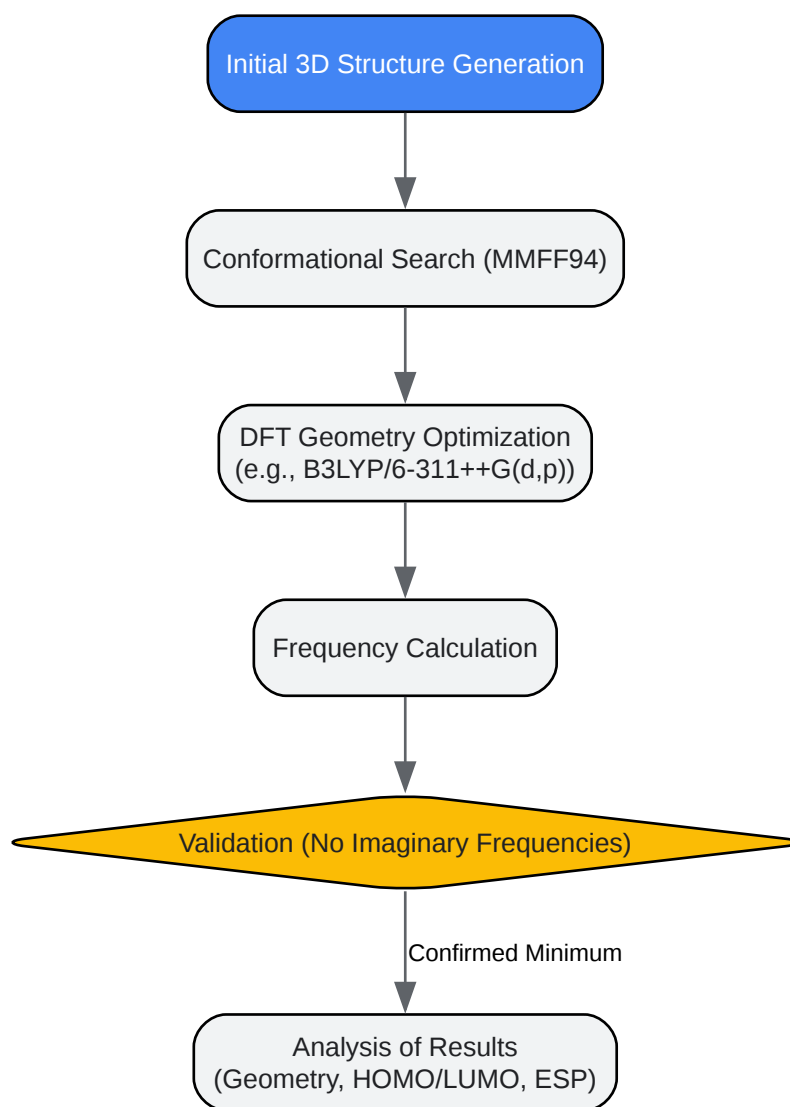 Initial 3D Structure Generation
Conformational Search (MMFF94)
DFT Geometry Optimization
(e.g., B3LYP/6-311++G(d,p))
Frequency Calculation
Validation (No Imaginary Frequencies)
Confirmed Minimum
Analysis of Results
(Geometry, HOMO/LUMO, ESP)